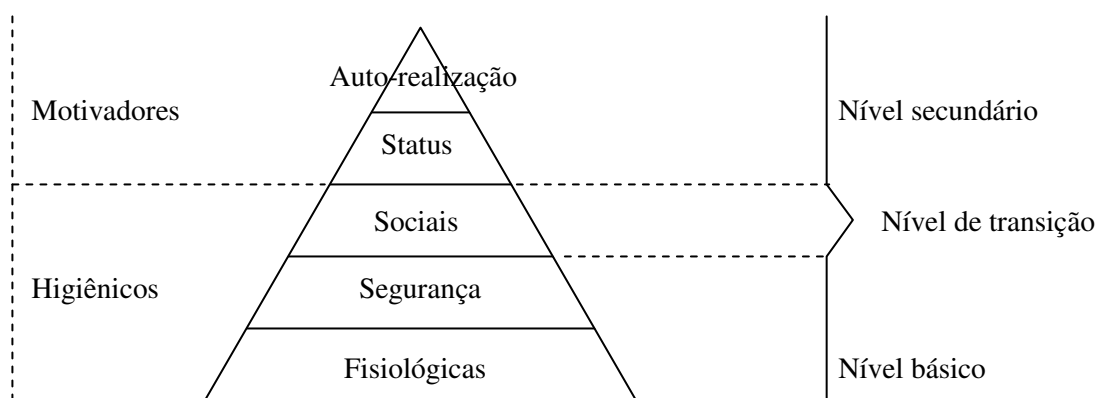 Auto-realização
Motivadores
Nível secundário
Status
Sociais
Nível de transição
Higiênicos
Segurança
Fisiológicas
Nível básico